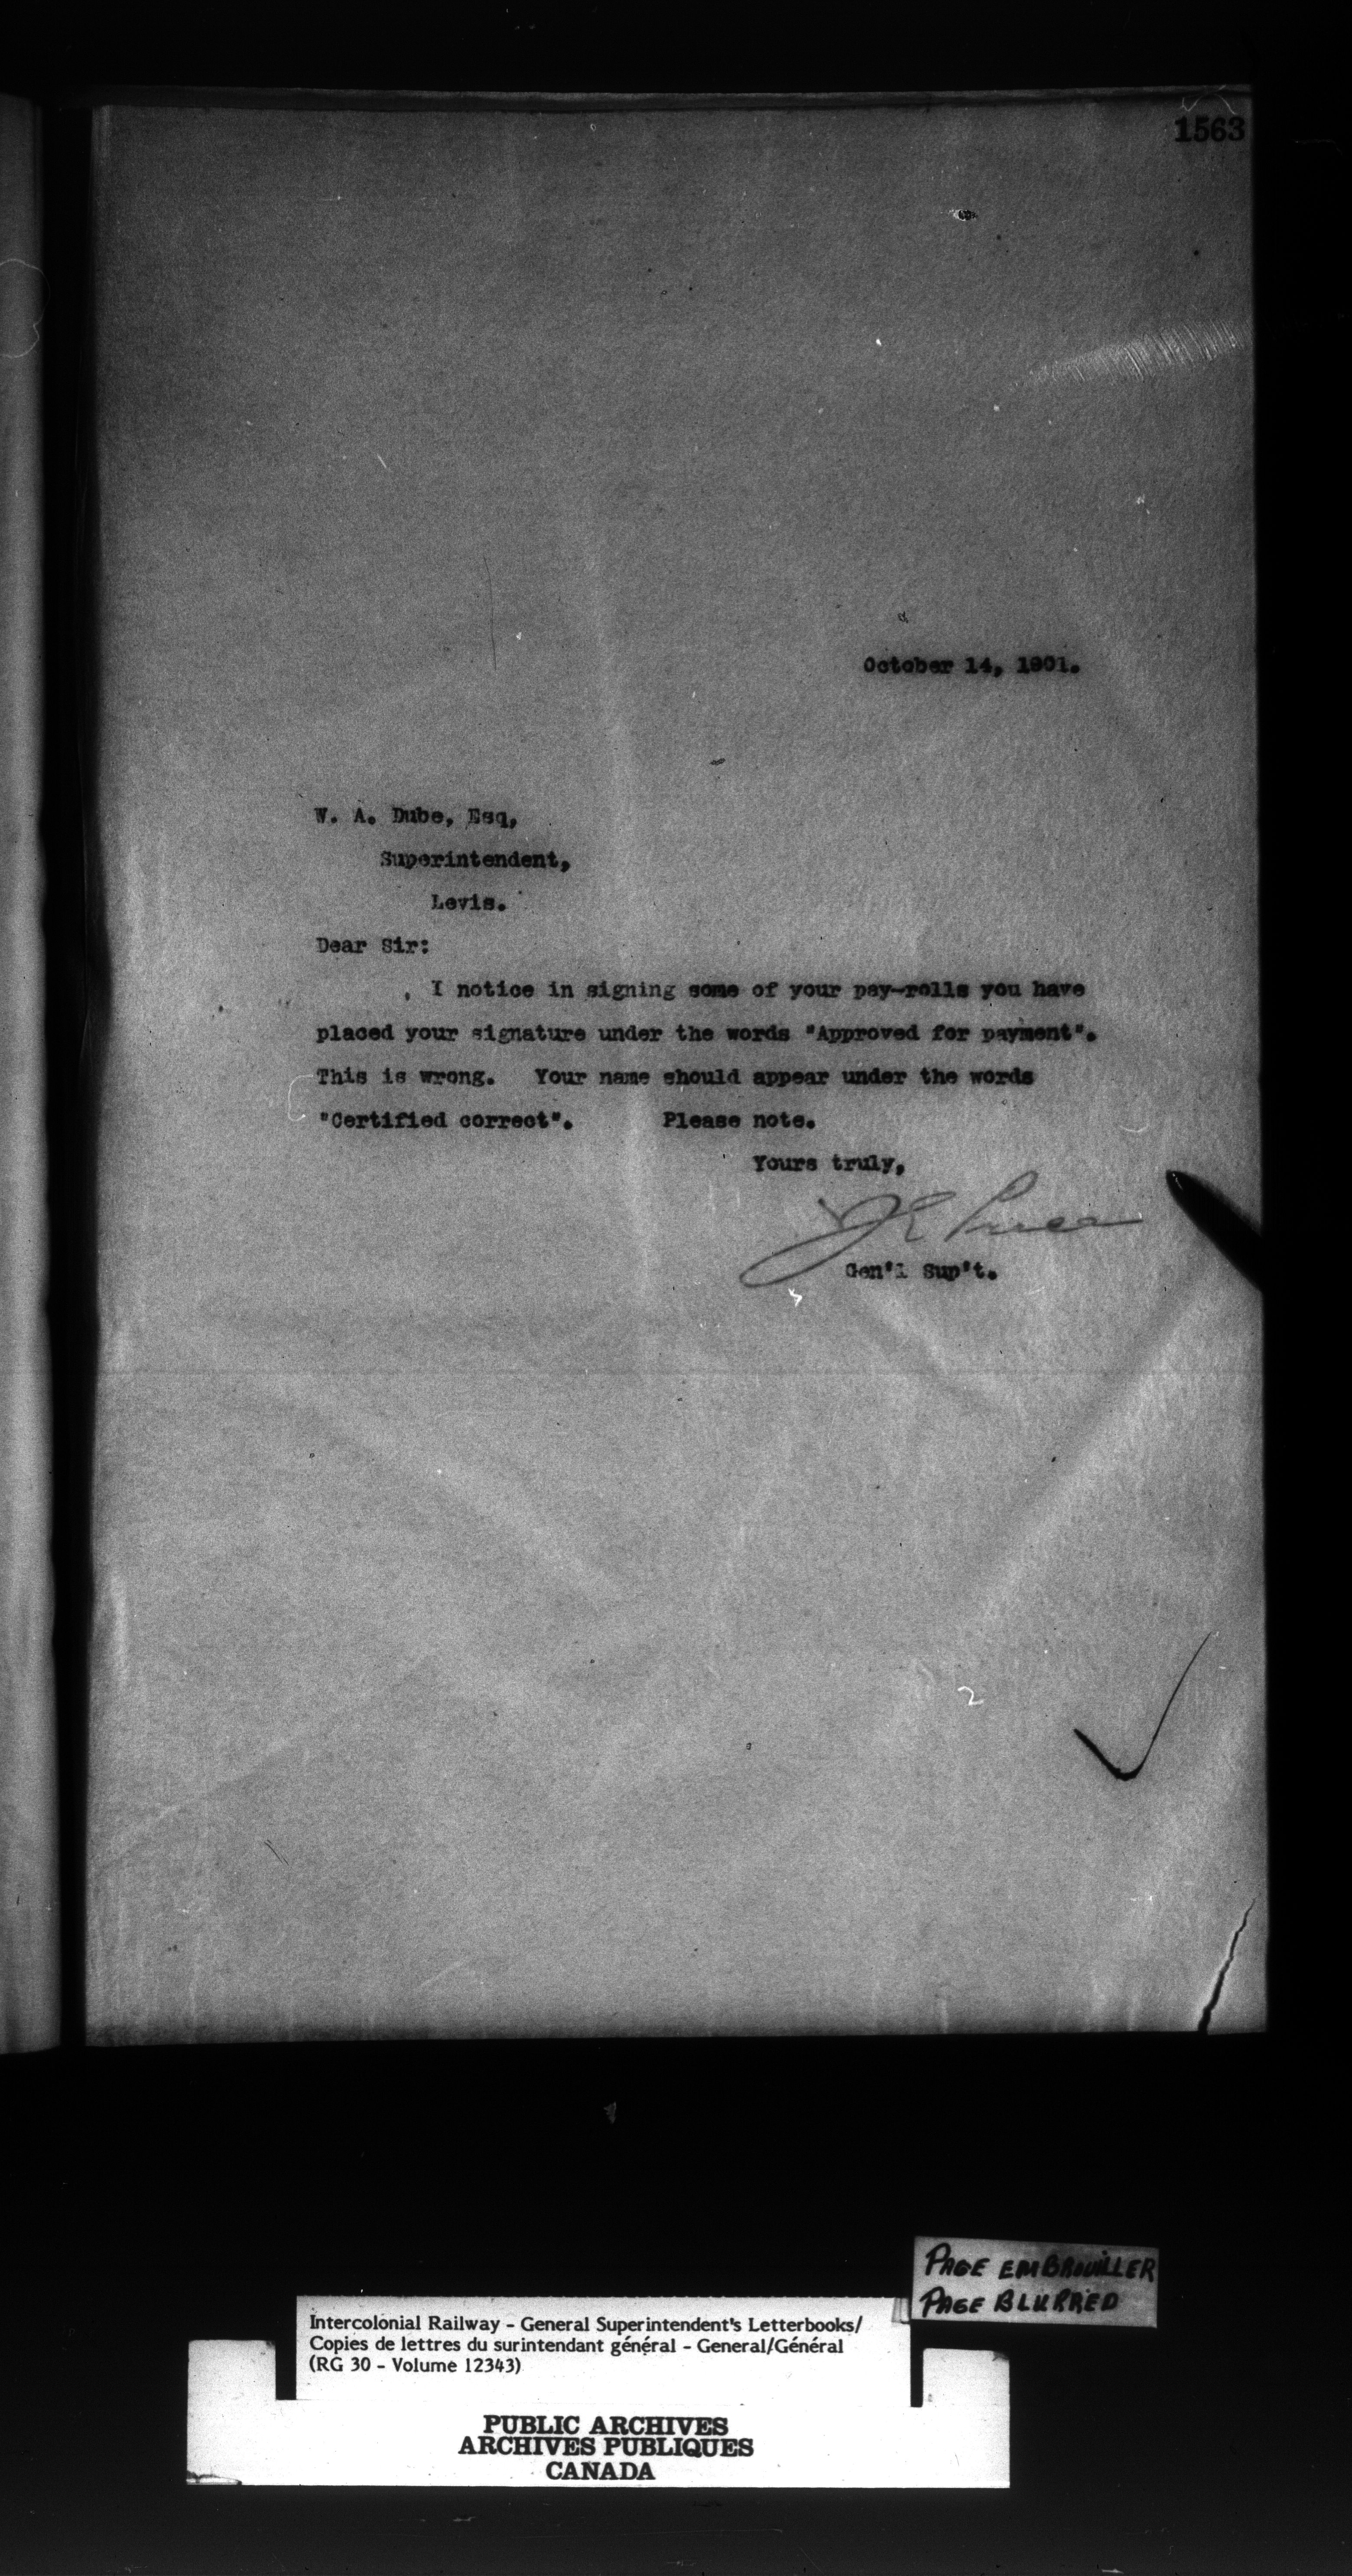 1563
October 14, 1901.
W. A. Dube, Esq,
Superintendent,
Levis.
Dear Sir:
I notice in signing some of your pay-rolls you have
placed your signature under the words "Approved for payment".
This is wrong. Your name should appear under the words
"Certified correct". Please note.
Yours truly,
J E Price
Gen'l Sup't.
2
PAGE EMBROUILLER
PAGE BLURRED
Intercolonial Railway - General Superintendent's Letterbooks/
Copies de lettres du surintendant général - General/Général
(RG 30 - Volume 12343)
PUBLIC ARCHIVES
ARCHIVES PUBLIQUES
CANADA